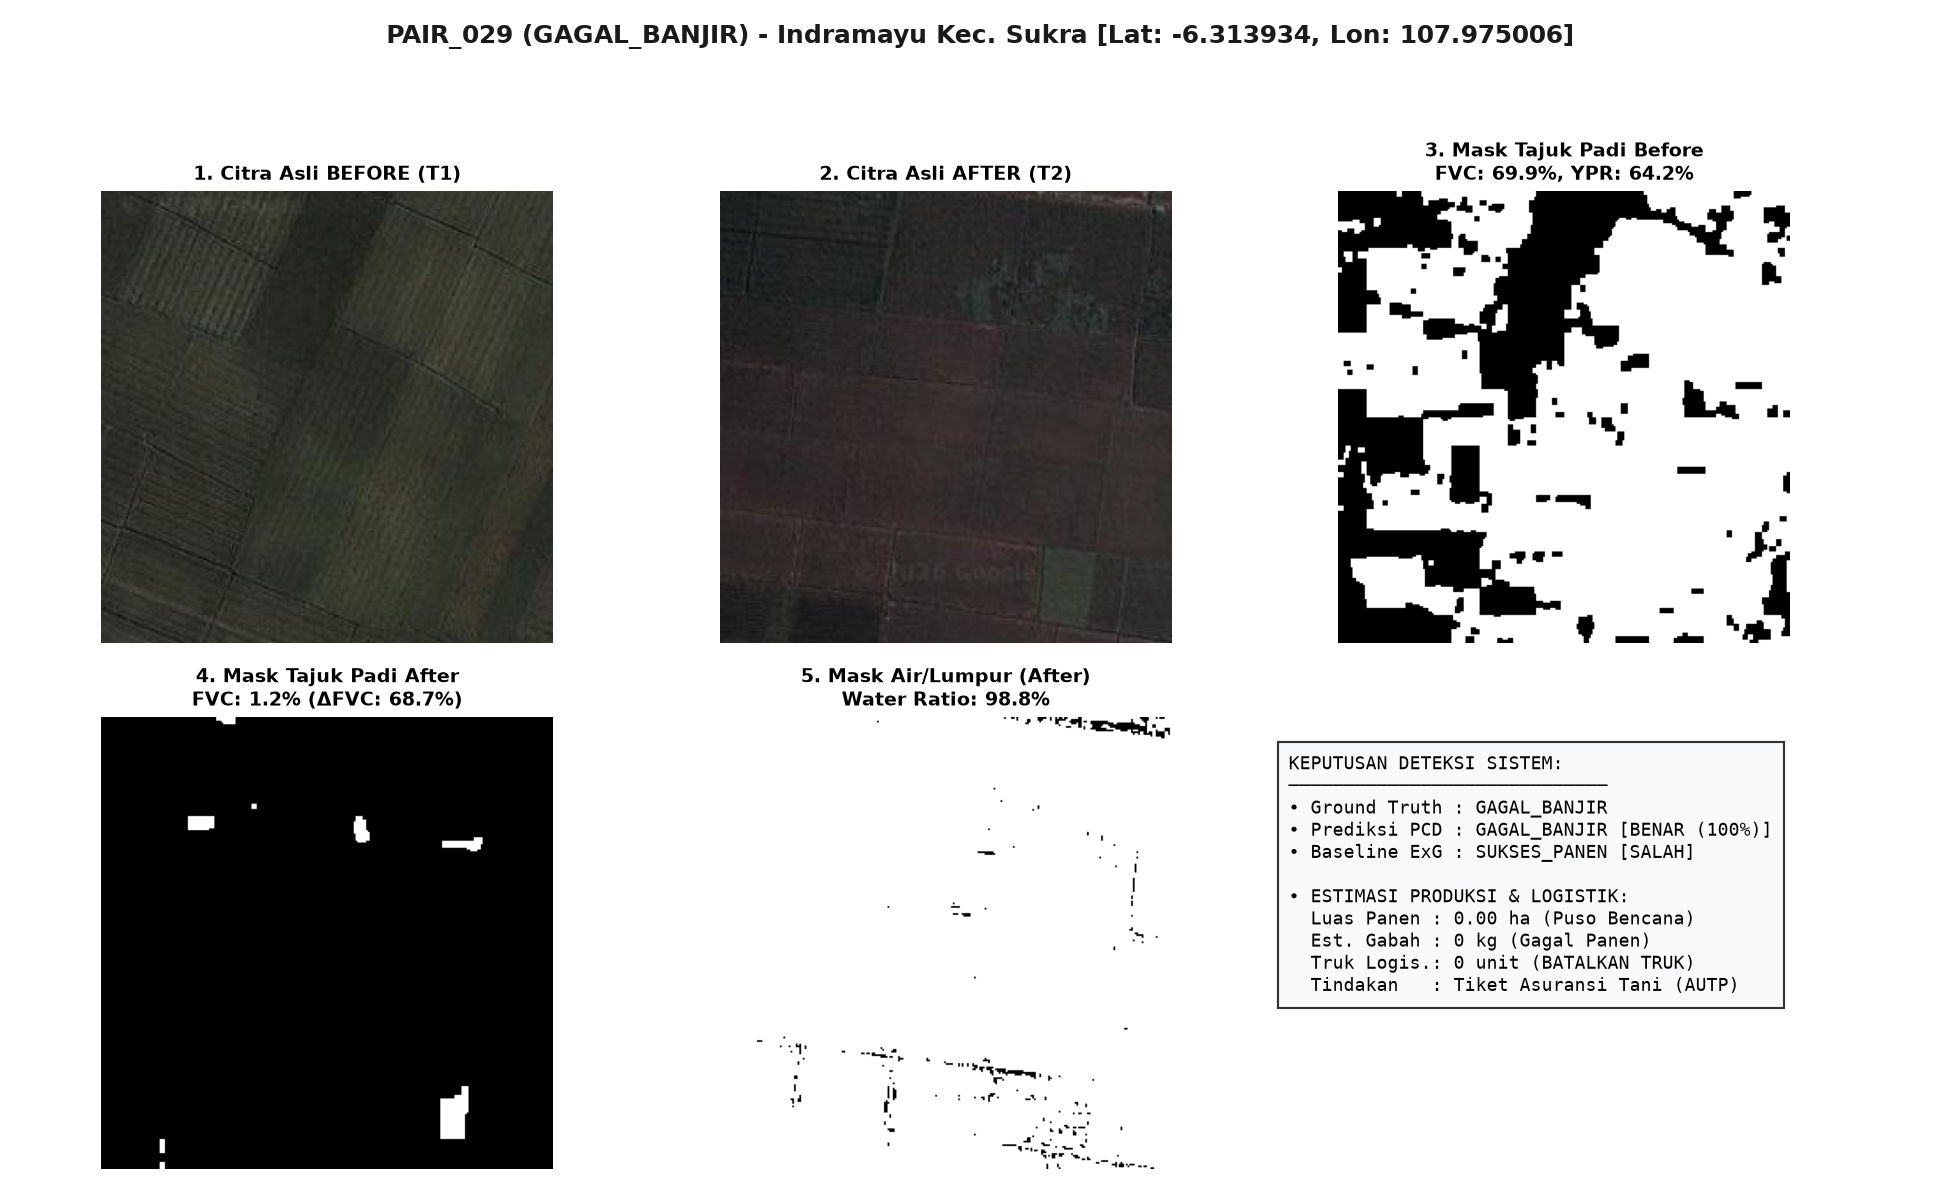 PAIR_029 (GAGAL_BANJIR) - Indramayu Kec. Sukra [Lat: -6.313934, Lon: 107.975006]
1. Citra Asli BEFORE (T1)
2. Citra Asli AFTER (T2)
3. Mask Tajuk Padi Before
FVC: 69.9%, YPR: 64.2%
© 2026 Google
4. Mask Tajuk Padi After
FVC: 1.2% (ΔFVC: 68.7%)
5. Mask Air/Lumpur (After)
Water Ratio: 98.8%
KEPUTUSAN DETEKSI SISTEM:
• Ground Truth : GAGAL_BANJIR
• Prediksi PCD : GAGAL_BANJIR [BENAR (100%)]
• Baseline ExG : SUKSES_PANEN [SALAH]
• ESTIMASI PRODUKSI & LOGISTIK:
Luas Panen : 0.00 ha (Puso Bencana)
Est. Gabah : 0 kg (Gagal Panen)
Truk Logis.: 0 unit (BATALKAN TRUK)
Tindakan   : Tiket Asuransi Tani (AUTP)